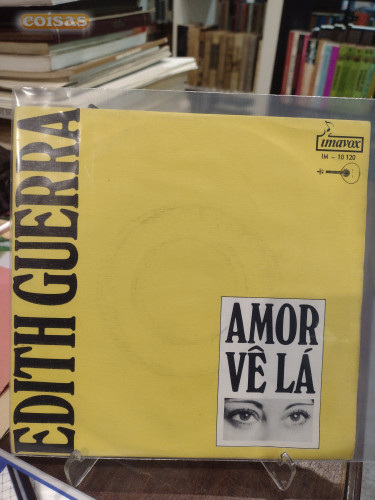 coisas
imavox
IM - 10 120
EDITH GUERRA
AMOR
VÊ LÁ